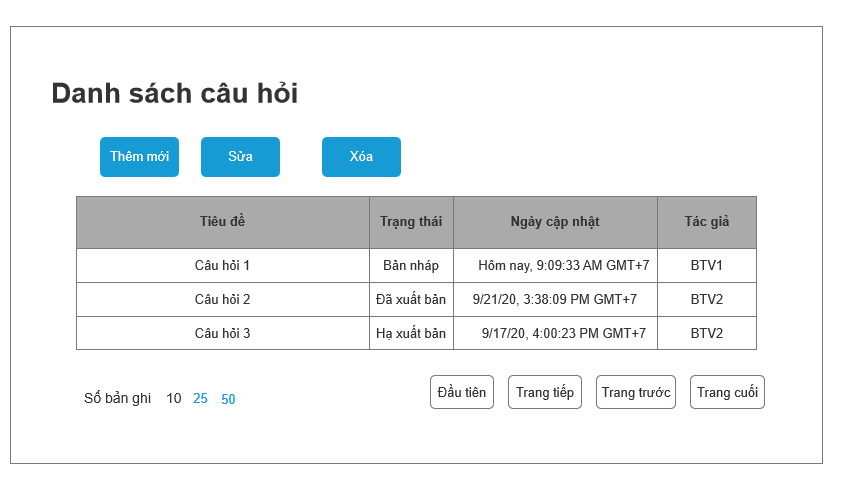 Danh sách câu hỏi
Thêm mới Sửa Xóa
Tiêu đề Trạng thái Ngày cập nhật Tác giả
Câu hỏi 1 Bản nháp Hôm nay, 9:09:33 AM GMT+7 BTV1
Câu hỏi 2 Đã xuất bản 9/21/20, 3:38:09 PM GMT+7 BTV2
Câu hỏi 3 Hạ xuất bản 9/17/20, 4:00:23 PM GMT+7 BTV2
Số bản ghi 10 25 50 Đầu tiên Trang tiếp Trang trước Trang cuối